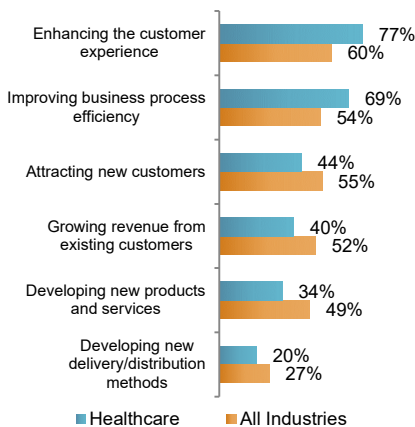 Enhancing the customer
experience
77%
60%
Improving business process
efficiency
69%
54%
Attracting new customers
44%
55%
Growing revenue from
existing customers
40%
52%
Developing new products
and services
34%
49%
Developing new
delivery/distribution
methods
20%
27%
Healthcare
All Industries